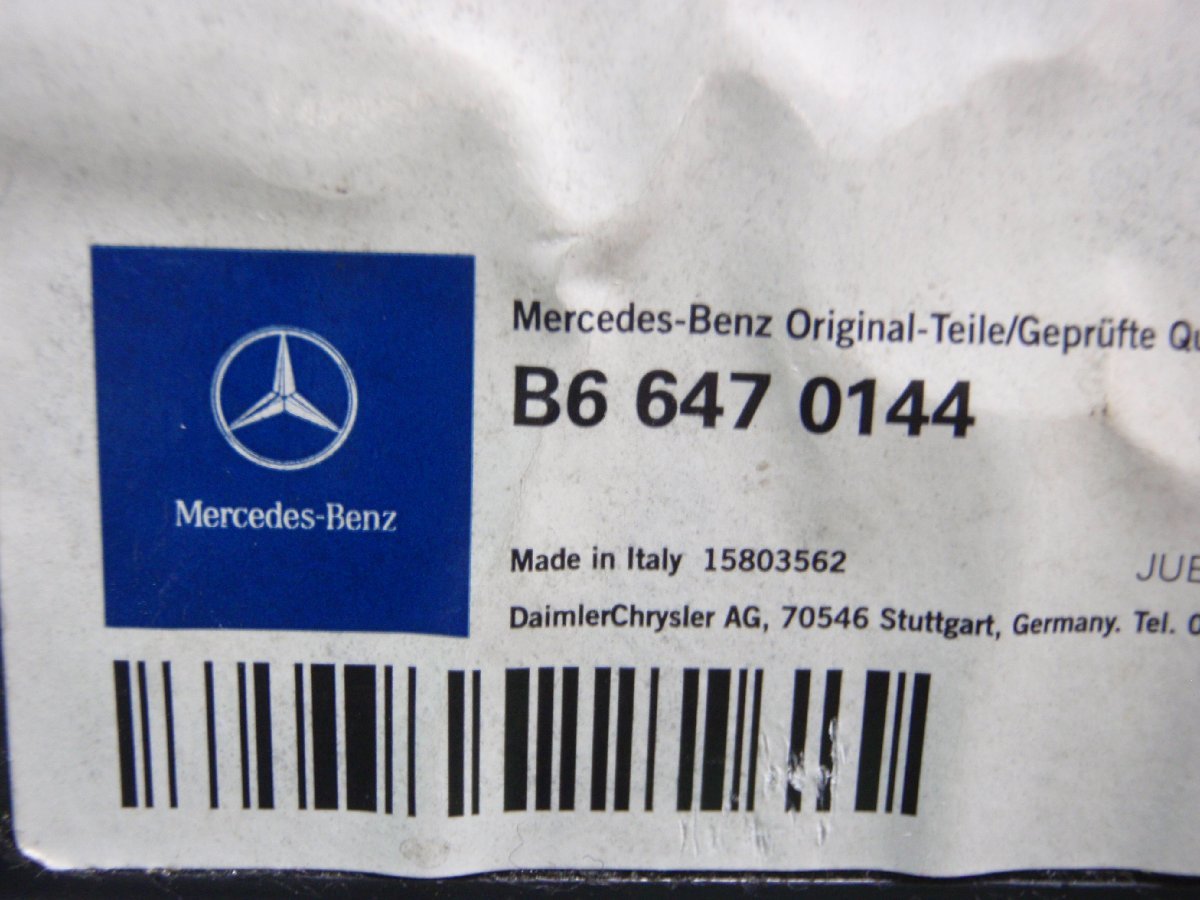 Mercedes-Benz
Mercedes-Benz Original-Teile/Geprüfte
B6 647 0144
Made in Italy 15803562
DaimlerChrysler AG, 70546 Stuttgart, Germany. Tel.